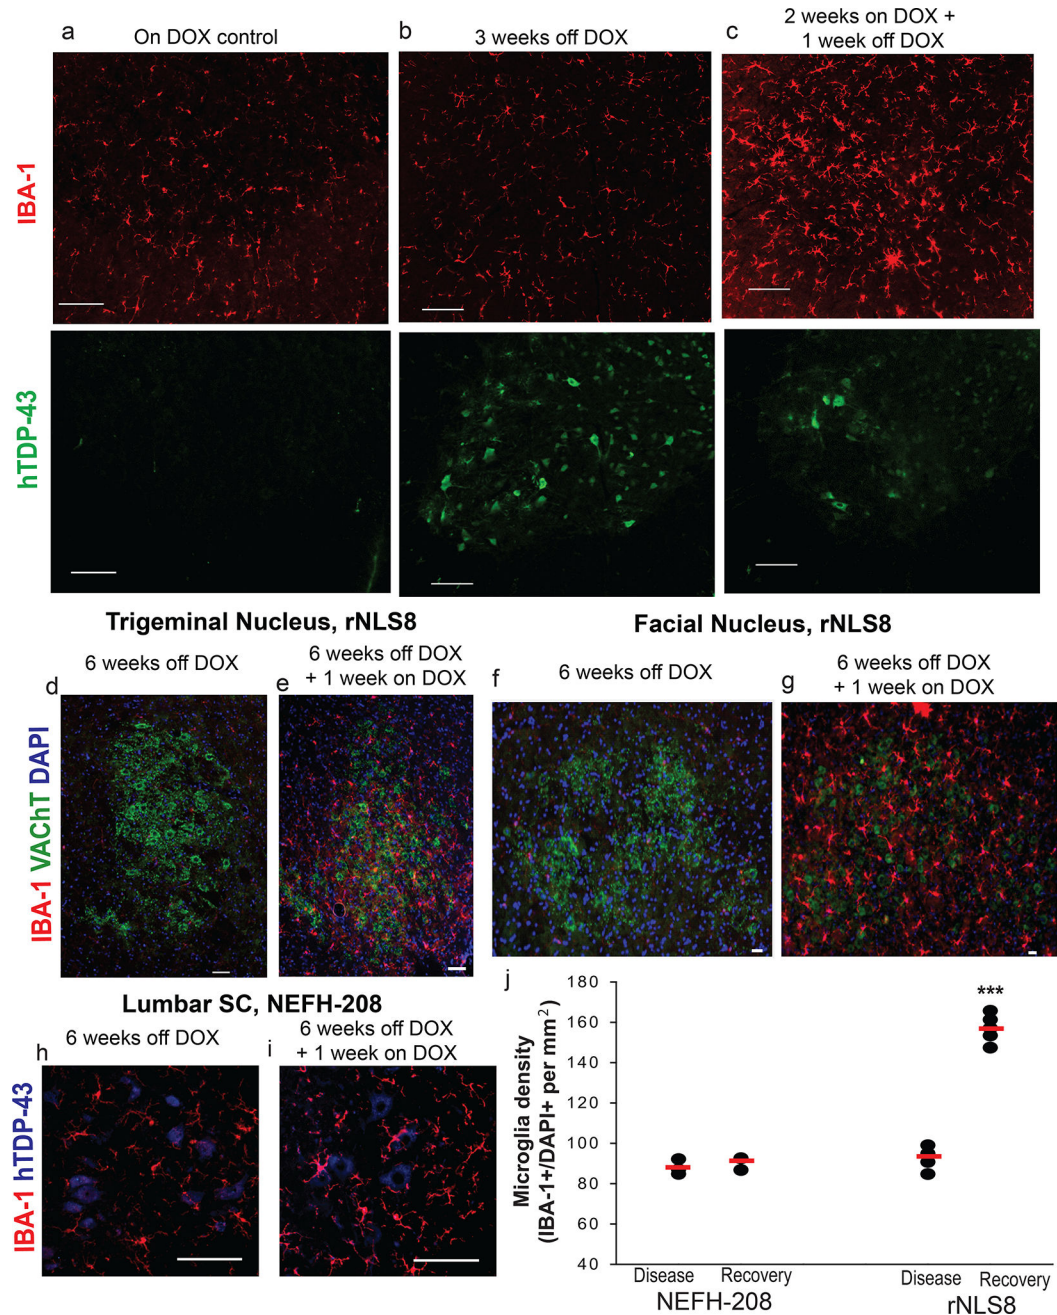 a
On DOX control
b
3 weeks off DOX
c
2 weeks on DOX +
1 week off DOX
IBA-1
hTDP-43
Trigeminal Nucleus, rNLS8
Facial Nucleus, rNLS8
d
6 weeks off DOX
e
6 weeks off DOX
+ 1 week on DOX
f
6 weeks off DOX
g
6 weeks off DOX
+ 1 week on DOX
IBA-1 VAChT DAPI
Lumbar SC, NEFH-208
h
6 weeks off DOX
i
6 weeks off DOX
+ 1 week on DOX
IBA-1 hTDP-43
j
Microglia density
(IBA-1+/DAPI+ per mm²)
180
160
140
120
100
80
60
40
***
Disease
Recovery
Disease
Recovery
NEFH-208
rNLS8